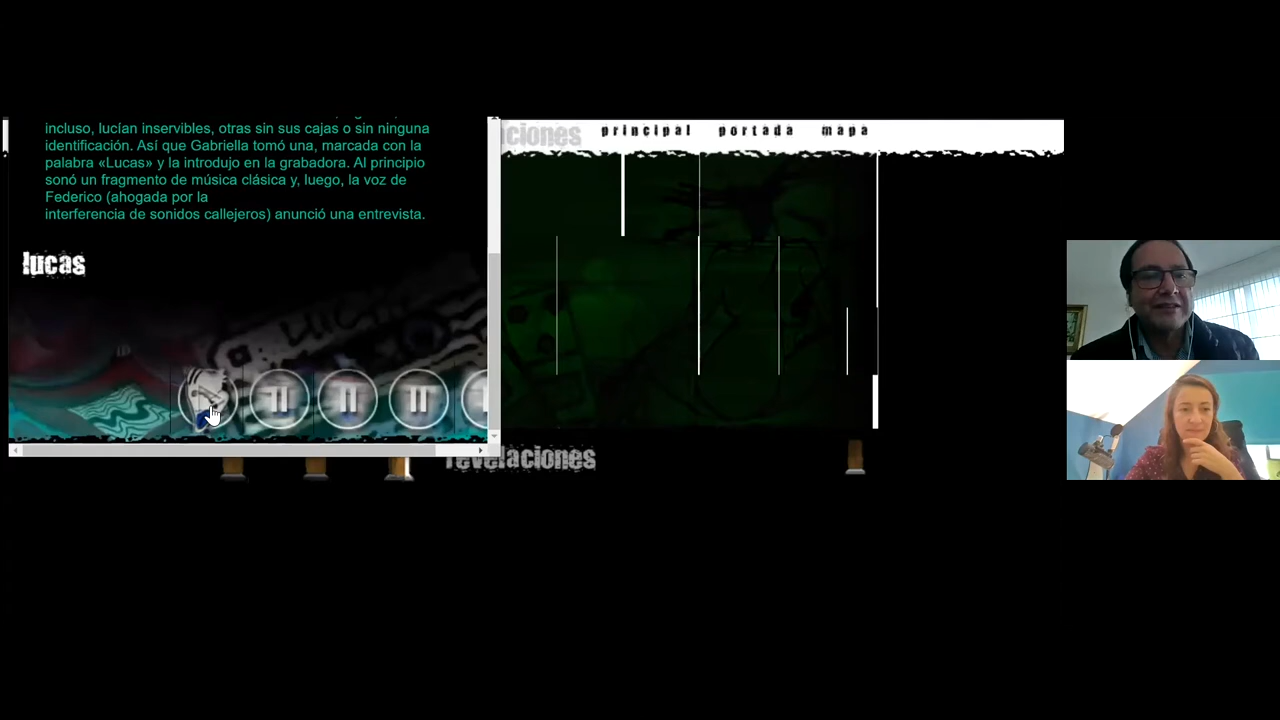 incluso, lucían inservibles, otras sin sus cajas o sin ninguna
identificación. Así que Gabriella tomó una, marcada con la
palabra «Lucas» y la introdujo en la grabadora. Al principio
sonó un fragmento de música clásica y, luego, la voz de
Federico (ahogada por la
interferencia de sonidos callejeros) anunció una entrevista.
lucas
ciones principal portada mapa
revelaciones